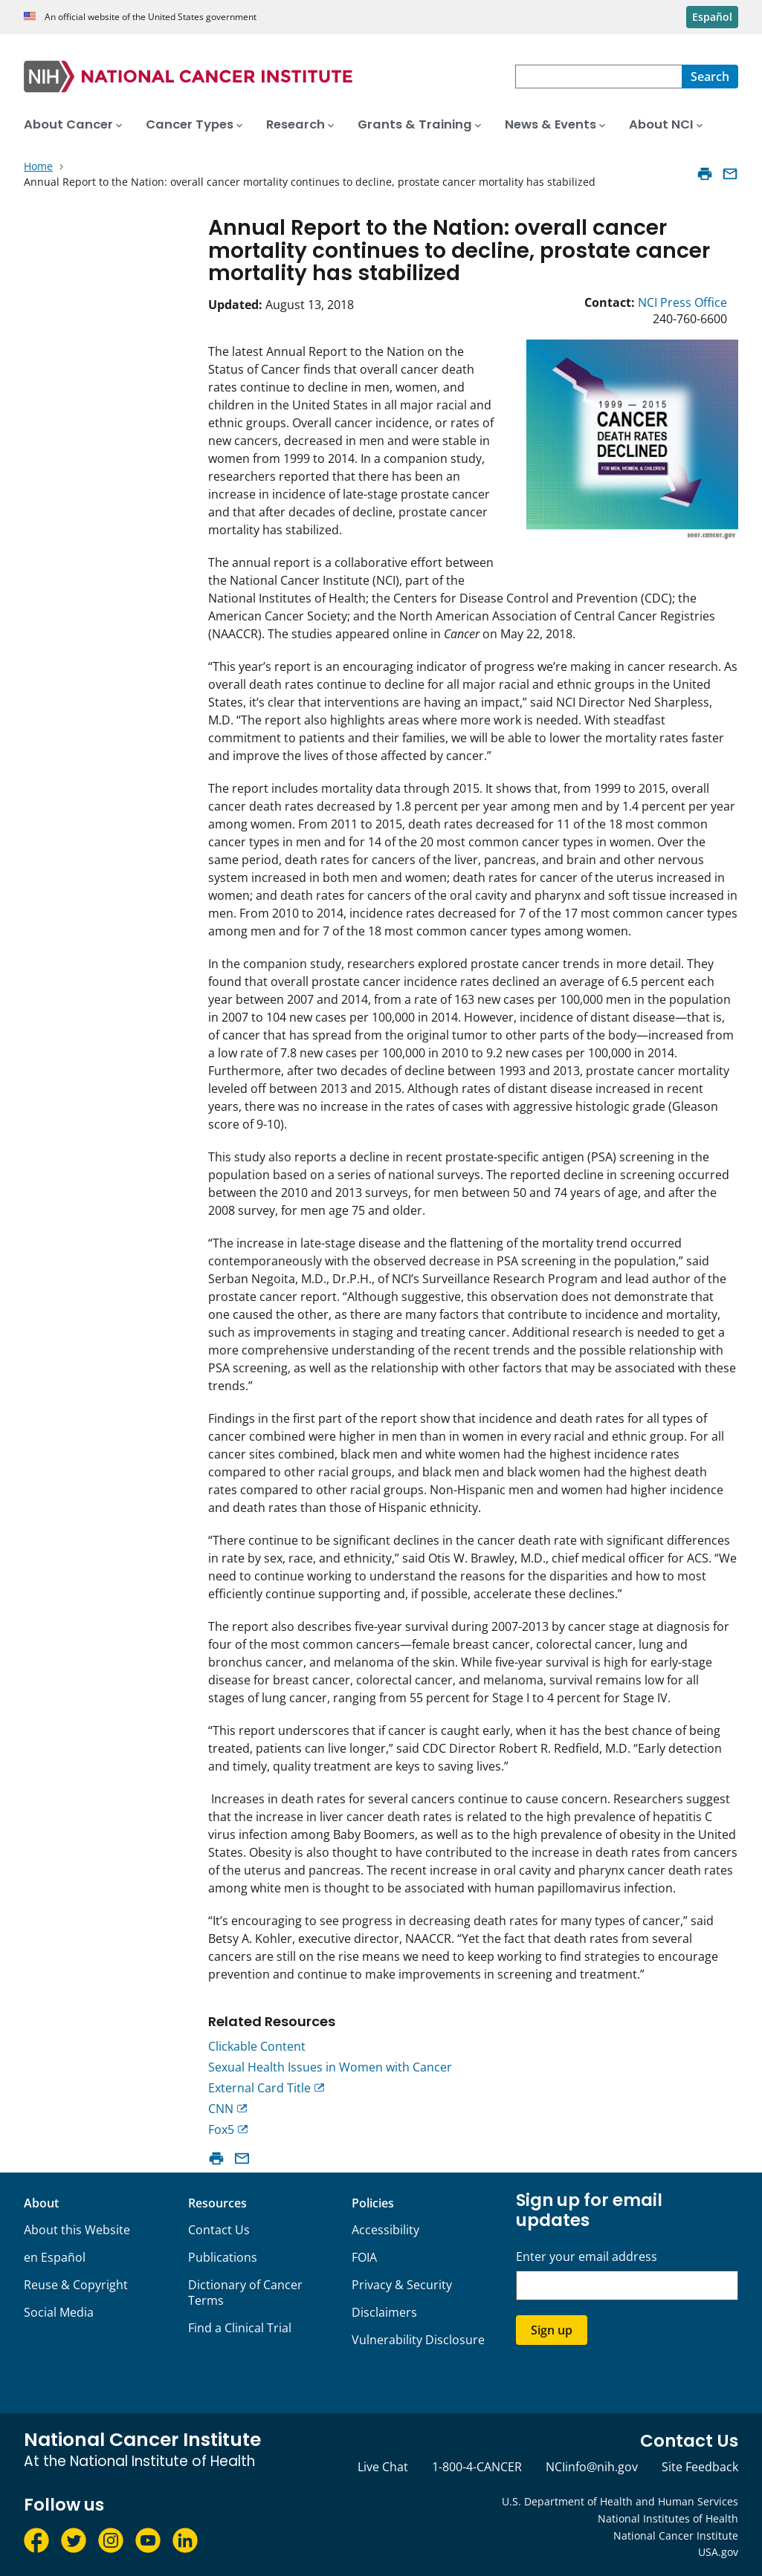 An official website of the United States government
Español
NIH NATIONAL CANCER INSTITUTE
Search
About Cancer
Cancer Types
Research
Grants & Training
News & Events
About NCI
Home
Annual Report to the Nation: overall cancer mortality continues to decline, prostate cancer mortality has stabilized
Annual Report to the Nation: overall cancer
mortality continues to decline, prostate cancer
mortality has stabilized
Updated: August 13, 2018
Contact: NCI Press Office
240-760-6600
The latest Annual Report to the Nation on the
Status of Cancer finds that overall cancer death
rates continue to decline in men, women, and
children in the United States in all major racial and
ethnic groups. Overall cancer incidence, or rates of
new cancers, decreased in men and were stable in
women from 1999 to 2014. In a companion study,
researchers reported that there has been an
increase in incidence of late-stage prostate cancer
and that after decades of decline, prostate cancer
mortality has stabilized.
1999 — 2015
CANCER
DEATH RATES
DECLINED
FOR MEN, WOMEN, & CHILDREN
seer.cancer.gov
The annual report is a collaborative effort between
the National Cancer Institute (NCI), part of the
National Institutes of Health; the Centers for Disease Control and Prevention (CDC); the
American Cancer Society; and the North American Association of Central Cancer Registries
(NAACCR). The studies appeared online in Cancer on May 22, 2018.
“This year’s report is an encouraging indicator of progress we’re making in cancer research. As
overall death rates continue to decline for all major racial and ethnic groups in the United
States, it’s clear that interventions are having an impact,” said NCI Director Ned Sharpless,
M.D. “The report also highlights areas where more work is needed. With steadfast
commitment to patients and their families, we will be able to lower the mortality rates faster
and improve the lives of those affected by cancer.”
The report includes mortality data through 2015. It shows that, from 1999 to 2015, overall
cancer death rates decreased by 1.8 percent per year among men and by 1.4 percent per year
among women. From 2011 to 2015, death rates decreased for 11 of the 18 most common
cancer types in men and for 14 of the 20 most common cancer types in women. Over the
same period, death rates for cancers of the liver, pancreas, and brain and other nervous
system increased in both men and women; death rates for cancer of the uterus increased in
women; and death rates for cancers of the oral cavity and pharynx and soft tissue increased in
men. From 2010 to 2014, incidence rates decreased for 7 of the 17 most common cancer types
among men and for 7 of the 18 most common cancer types among women.
In the companion study, researchers explored prostate cancer trends in more detail. They
found that overall prostate cancer incidence rates declined an average of 6.5 percent each
year between 2007 and 2014, from a rate of 163 new cases per 100,000 men in the population
in 2007 to 104 new cases per 100,000 in 2014. However, incidence of distant disease—that is,
of cancer that has spread from the original tumor to other parts of the body—increased from
a low rate of 7.8 new cases per 100,000 in 2010 to 9.2 new cases per 100,000 in 2014.
Furthermore, after two decades of decline between 1993 and 2013, prostate cancer mortality
leveled off between 2013 and 2015. Although rates of distant disease increased in recent
years, there was no increase in the rates of cases with aggressive histologic grade (Gleason
score of 9-10).
This study also reports a decline in recent prostate-specific antigen (PSA) screening in the
population based on a series of national surveys. The reported decline in screening occurred
between the 2010 and 2013 surveys, for men between 50 and 74 years of age, and after the
2008 survey, for men age 75 and older.
“The increase in late-stage disease and the flattening of the mortality trend occurred
contemporaneously with the observed decrease in PSA screening in the population,” said
Serban Negoita, M.D., Dr.P.H., of NCI’s Surveillance Research Program and lead author of the
prostate cancer report. “Although suggestive, this observation does not demonstrate that
one caused the other, as there are many factors that contribute to incidence and mortality,
such as improvements in staging and treating cancer. Additional research is needed to get a
more comprehensive understanding of the recent trends and the possible relationship with
PSA screening, as well as the relationship with other factors that may be associated with these
trends.”
Findings in the first part of the report show that incidence and death rates for all types of
cancer combined were higher in men than in women in every racial and ethnic group. For all
cancer sites combined, black men and white women had the highest incidence rates
compared to other racial groups, and black men and black women had the highest death
rates compared to other racial groups. Non-Hispanic men and women had higher incidence
and death rates than those of Hispanic ethnicity.
“There continue to be significant declines in the cancer death rate with significant differences
in rate by sex, race, and ethnicity,” said Otis W. Brawley, M.D., chief medical officer for ACS. “We
need to continue working to understand the reasons for the disparities and how to most
efficiently continue supporting and, if possible, accelerate these declines.”
The report also describes five-year survival during 2007-2013 by cancer stage at diagnosis for
four of the most common cancers—female breast cancer, colorectal cancer, lung and
bronchus cancer, and melanoma of the skin. While five-year survival is high for early-stage
disease for breast cancer, colorectal cancer, and melanoma, survival remains low for all
stages of lung cancer, ranging from 55 percent for Stage I to 4 percent for Stage IV.
“This report underscores that if cancer is caught early, when it has the best chance of being
treated, patients can live longer,” said CDC Director Robert R. Redfield, M.D. “Early detection
and timely, quality treatment are keys to saving lives.”
Increases in death rates for several cancers continue to cause concern. Researchers suggest
that the increase in liver cancer death rates is related to the high prevalence of hepatitis C
virus infection among Baby Boomers, as well as to the high prevalence of obesity in the United
States. Obesity is also thought to have contributed to the increase in death rates from cancers
of the uterus and pancreas. The recent increase in oral cavity and pharynx cancer death rates
among white men is thought to be associated with human papillomavirus infection.
“It’s encouraging to see progress in decreasing death rates for many types of cancer,” said
Betsy A. Kohler, executive director, NAACCR. “Yet the fact that death rates from several
cancers are still on the rise means we need to keep working to find strategies to encourage
prevention and continue to make improvements in screening and treatment.”
Related Resources
Clickable Content
Sexual Health Issues in Women with Cancer
External Card Title
CNN
Fox5
About
About this Website
en Español
Reuse & Copyright
Social Media
Resources
Contact Us
Publications
Dictionary of Cancer
Terms
Find a Clinical Trial
Policies
Accessibility
FOIA
Privacy & Security
Disclaimers
Vulnerability Disclosure
Sign up for email
updates
Enter your email address
Sign up
National Cancer Institute
At the National Institute of Health
Follow us
Contact Us
Live Chat
1-800-4-CANCER
NCIinfo@nih.gov
Site Feedback
U.S. Department of Health and Human Services
National Institutes of Health
National Cancer Institute
USA.gov